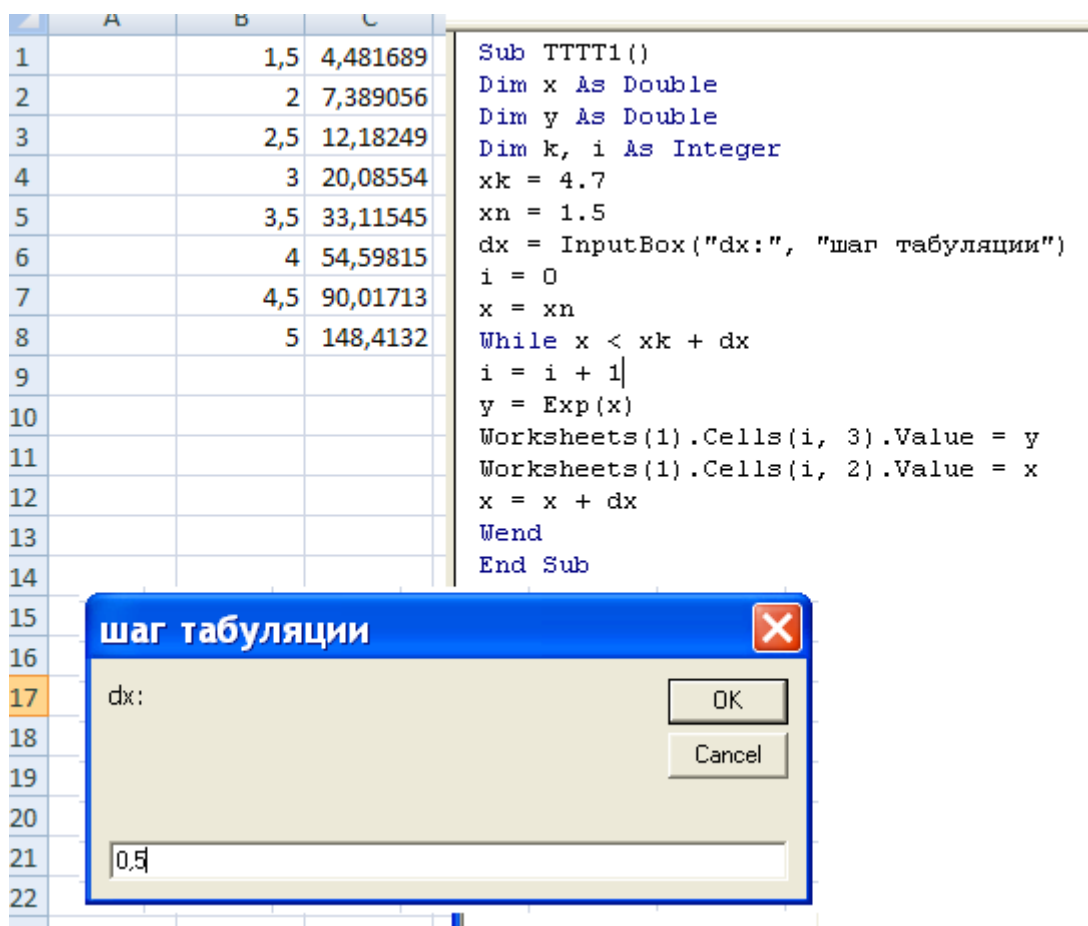 A B C
1 1,5 4,481689
2 2 7,389056
3 2,5 12,18249
4 3 20,08554
5 3,5 33,11545
6 4 54,59815
7 4,5 90,01713
8 5 148,4132
9
10
11
12
13
14
15
16
17
18
19
20
21
22
Sub TTTT1()
Dim x As Double
Dim y As Double
Dim k, i As Integer
xk = 4.7
xn = 1.5
dx = InputBox("dx:", "шаг табуляции")
i = 0
x = xn
While x < xk + dx
i = i + 1
y = Exp(x)
Worksheets(1).Cells(i, 3).Value = y
Worksheets(1).Cells(i, 2).Value = x
x = x + dx
Wend
End Sub
шаг табуляции
dx:
OK
Cancel
0,5